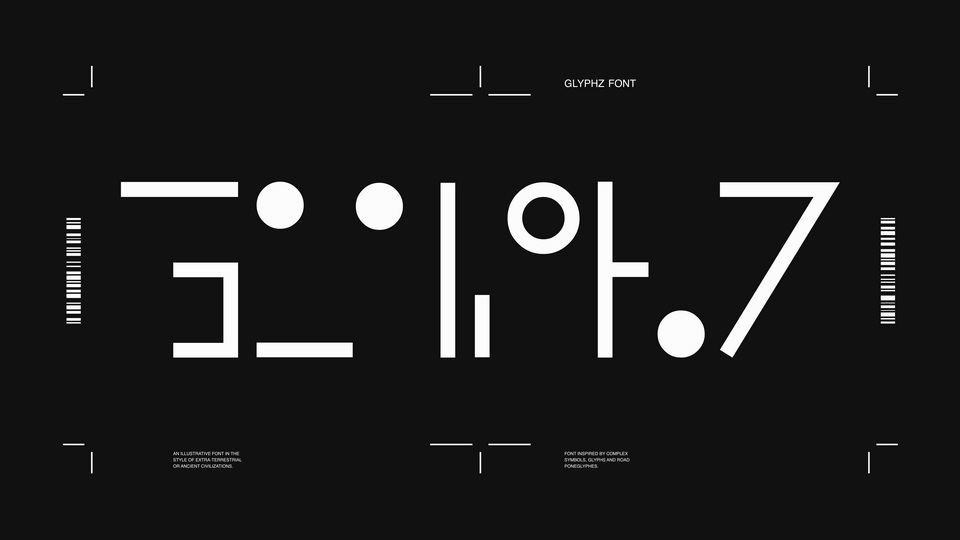 GLYPHZ FONT
AN ILLUSTRATIVE FONT IN THE
STYLE OF EXTRA-TERRESTRIAL
OR ANCIENT CIVILIZATIONS.
FONT INSPIRED BY COMPLEX
SYMBOLS, GLYPHS AND ROAD
PONEGLYPHES.